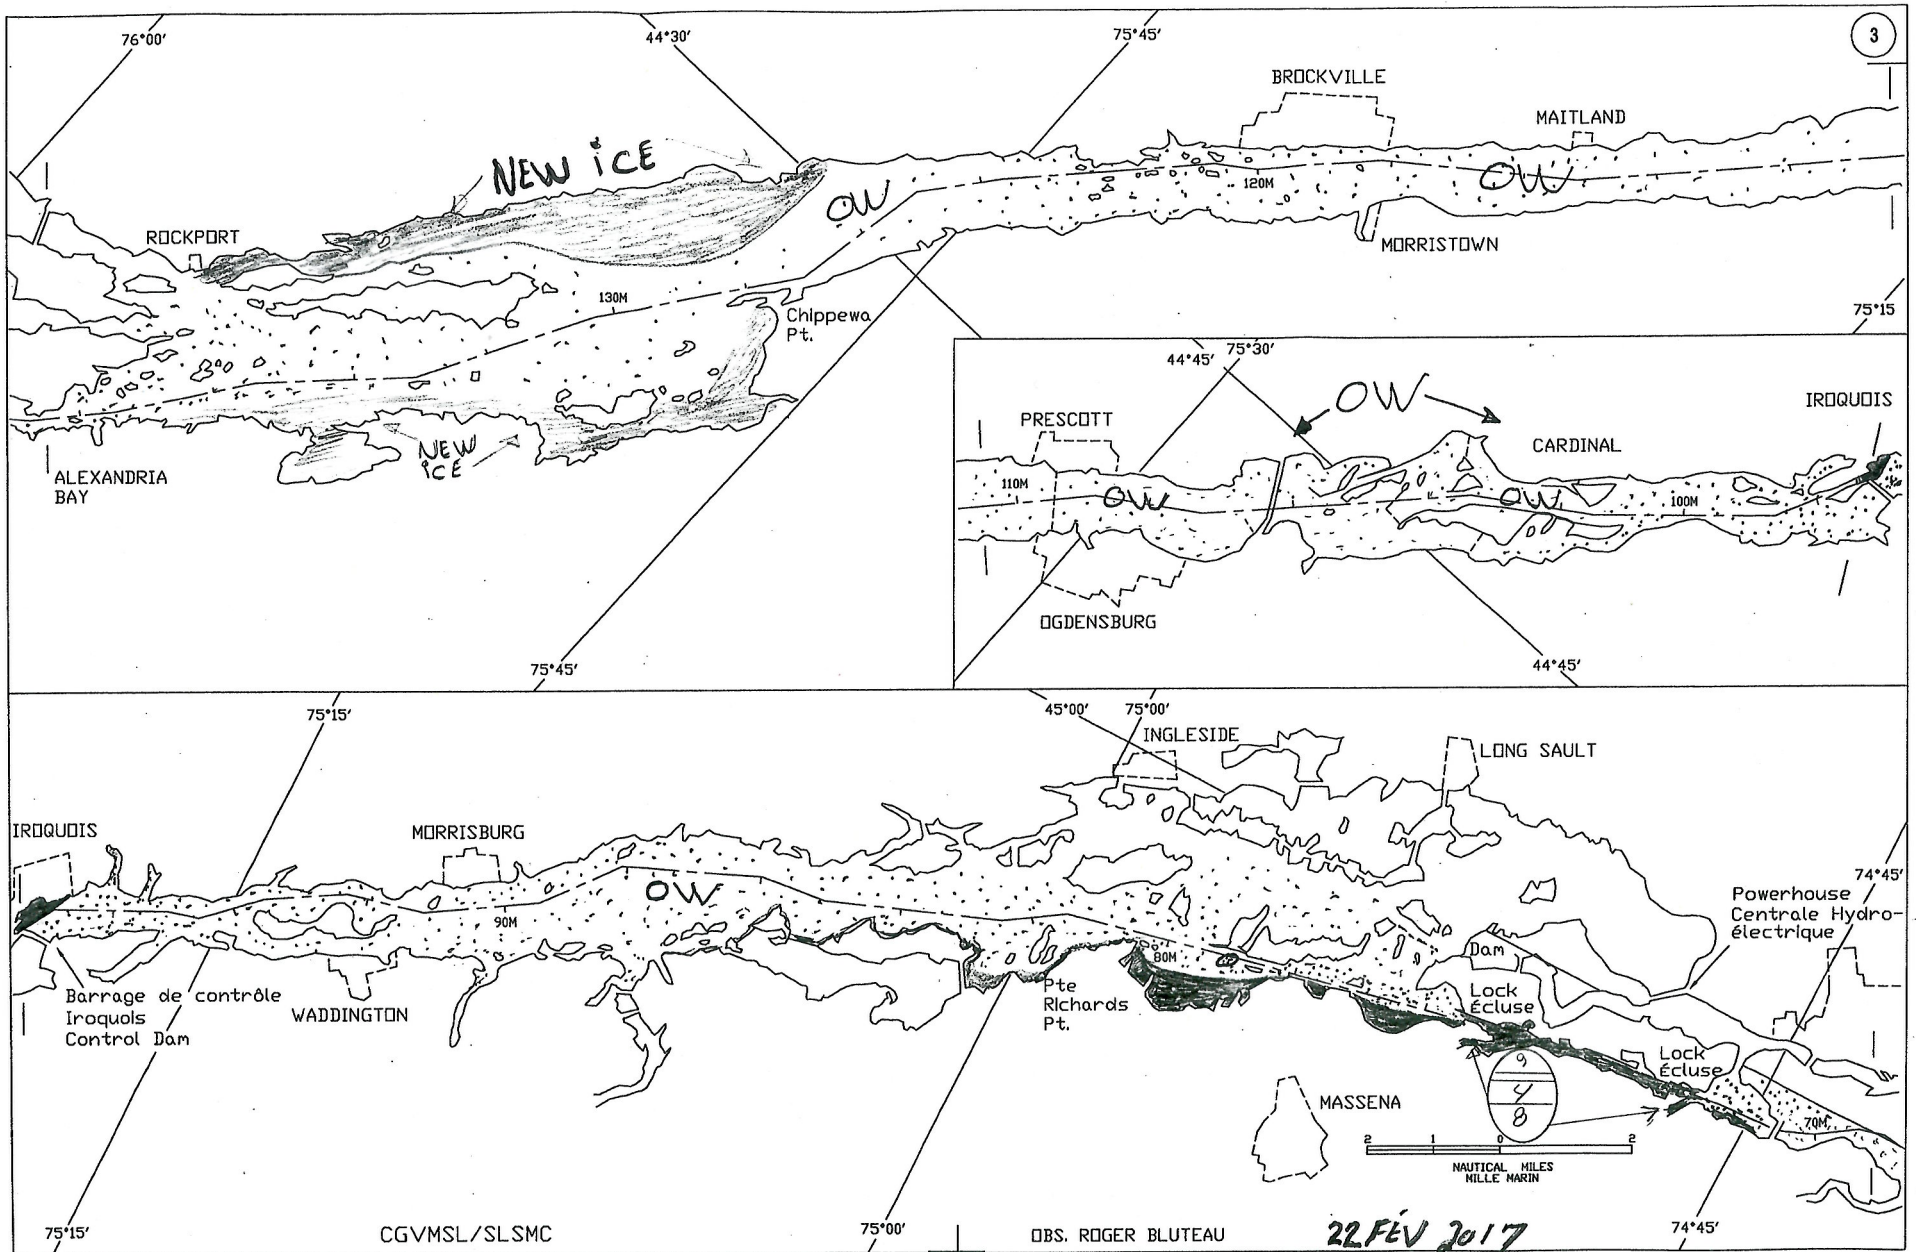 76°00′
44°30′
75°45′
3
BROCKVILLE
MAITLAND
NEW ICE
OW
OW
120M
ROCKPORT
MORRISTOWN
130M
Chippewa
Pt.
75°15
NEW
ICE
ALEXANDRIA
BAY
75°45′
44°45′
75°30′
OW
IROQUOIS
PRESCOTT
CARDINAL
110M
OW
OW
100M
OGDENSBURG
44°45′
75°15′
45°00′
75°00′
INGLESIDE
LONG SAULT
IROQUOIS
MORRISBURG
74°45′
OW
90M
Powerhouse
Centrale Hydro-
électrique
Dam
80M
Barrage de contrôle
Iroquois
Control Dam
WADDINGTON
Pte
Richards
Pt.
Lock
Écluse
Lock
Écluse
9
4
8
MASSENA
70M
2 1 0 2
NAUTICAL MILES
MILLE MARIN
75°15′
CGVMSL/SLSMC
75°00′
OBS. ROGER BLUTEAU
22 FÉV 2017
74°45′